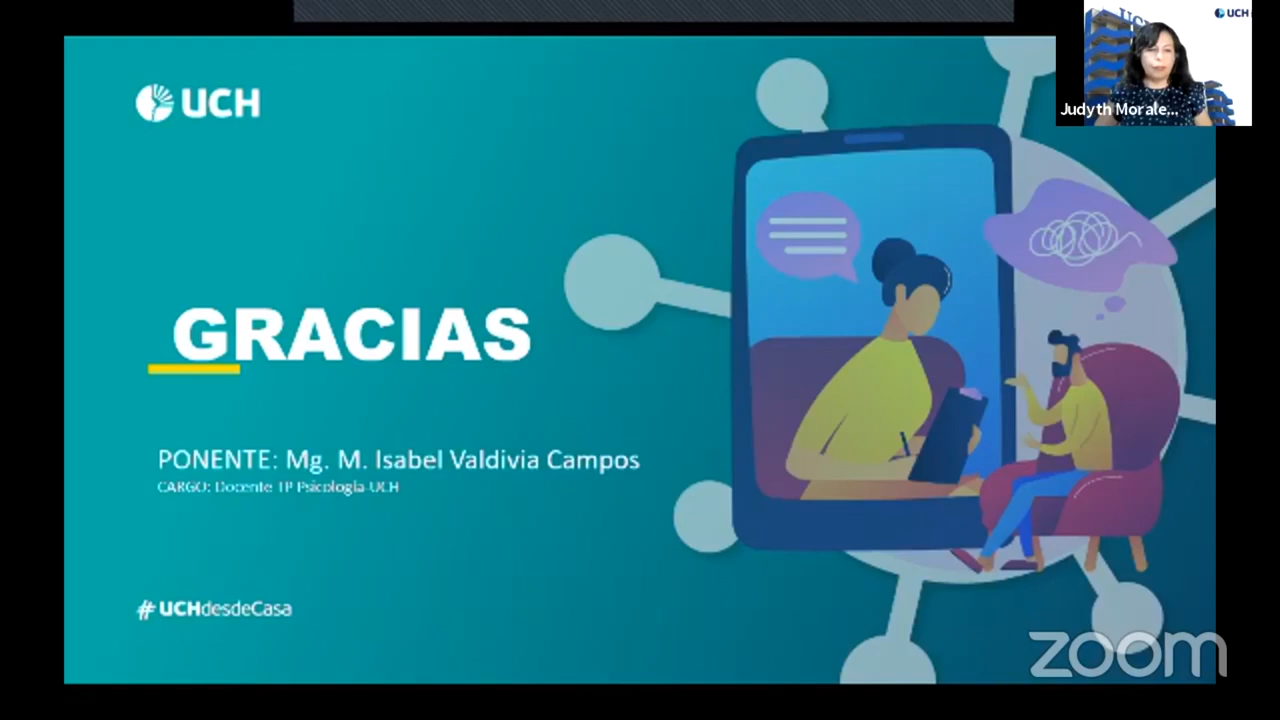 UCH
UCH
Judyth Morale...
GRACIAS
PONENTE: Mg. M. Isabel Valdivia Campos
CARGO: Docente TP Psicología-UCH
#UCHdesdeCasa
zoom